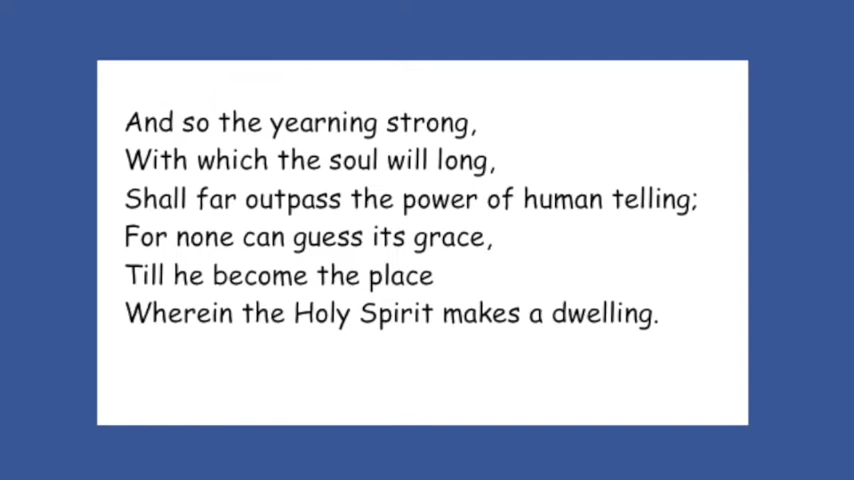 And so the yearning strong,
With which the soul will long,
Shall far outpass the power of human telling;
For none can guess its grace,
Till he become the place
Wherein the Holy Spirit makes a dwelling.